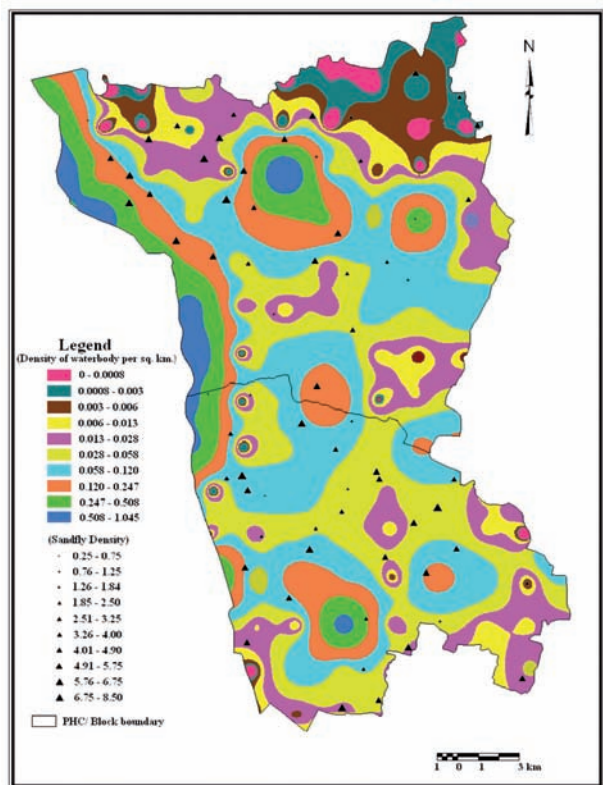 N
Legend
(Density of waterbody per sq. km.)
0 - 0.0008
0.0008 - 0.003
0.003 - 0.006
0.006 - 0.013
0.013 - 0.028
0.028 - 0.058
0.058 - 0.120
0.120 - 0.247
0.247 - 0.508
0.508 - 1.045
(Sandfly Density)
0.25 - 0.75
0.76 - 1.25
1.26 - 1.84
1.85 - 2.50
2.51 - 3.25
3.26 - 4.00
4.01 - 4.90
4.91 - 5.75
5.76 - 6.75
6.75 - 8.50
PHC/ Block boundary
1 0 1 3 km